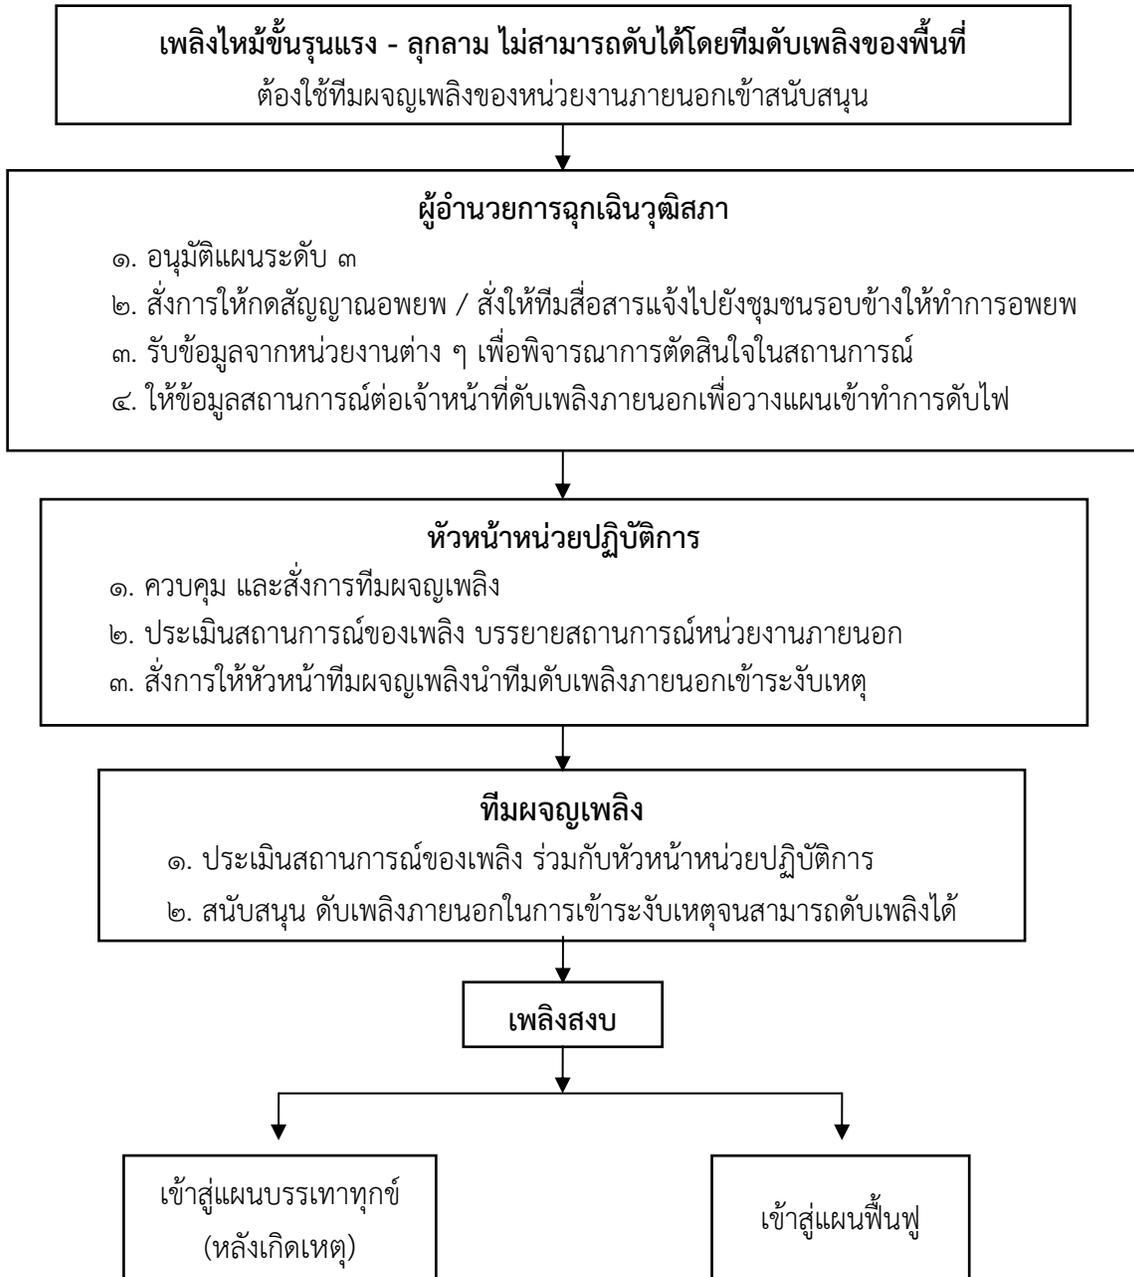 เพลิงไหม้ขั้นรุนแรง - ลุกลาม ไม่สามารถดับได้โดยทีมดับเพลิงของพื้นที่
ต้องใช้ทีมผจญเพลิงของหน่วยงานภายนอกเข้าสนับสนุน
ผู้อำนวยการฉุกเฉินวุฒิสภา
๑. อนุมัติแผนระดับ ๓
๒. สั่งการให้กดสัญญาณอพยพ / สั่งให้ทีมสื่อสารแจ้งไปยังชุมชนรอบข้างให้ทำการอพยพ
๓. รับข้อมูลจากหน่วยงานต่าง ๆ เพื่อพิจารณาการตัดสินใจในสถานการณ์
๔. ให้ข้อมูลสถานการณ์ต่อเจ้าหน้าที่ดับเพลิงภายนอกเพื่อวางแผนเข้าทำการดับไฟ
หัวหน้าหน่วยปฏิบัติการ
๑. ควบคุม และสั่งการทีมผจญเพลิง
๒. ประเมินสถานการณ์ของเพลิง บรรยายสถานการณ์หน่วยงานภายนอก
๓. สั่งการให้หัวหน้าทีมผจญเพลิงนำทีมดับเพลิงภายนอกเข้าระงับเหตุ
ทีมผจญเพลิง
๑. ประเมินสถานการณ์ของเพลิง ร่วมกับหัวหน้าหน่วยปฏิบัติการ
๒. สนับสนุน ดับเพลิงภายนอกในการเข้าระงับเหตุจนสามารถดับเพลิงได้
เพลิงสงบ
เข้าสู่แผนบรรเทาทุกข์
(หลังเกิดเหตุ)
เข้าสู่แผนฟื้นฟู